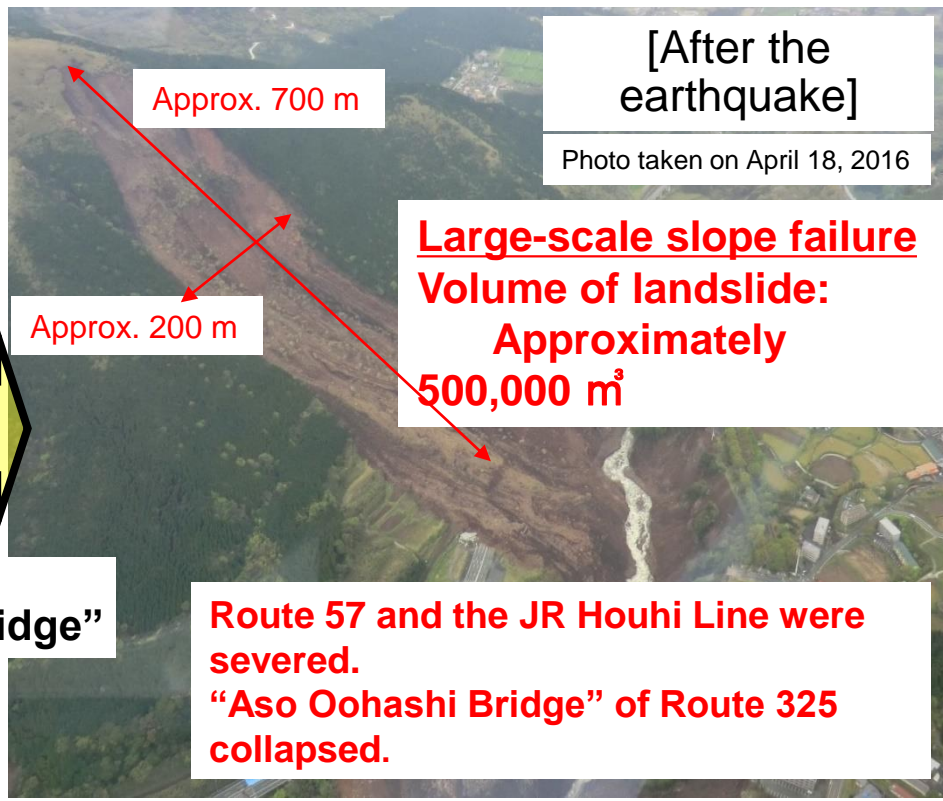 [After the
earthquake]
Approx. 700 m
Photo taken on April 18, 2016
Large-scale slope failure
Volume of landslide:
Approximately
500,000 ㎥
Approx. 200 m
idge”
Route 57 and the JR Houhi Line were
severed.
“Aso Oohashi Bridge” of Route 325
collapsed.